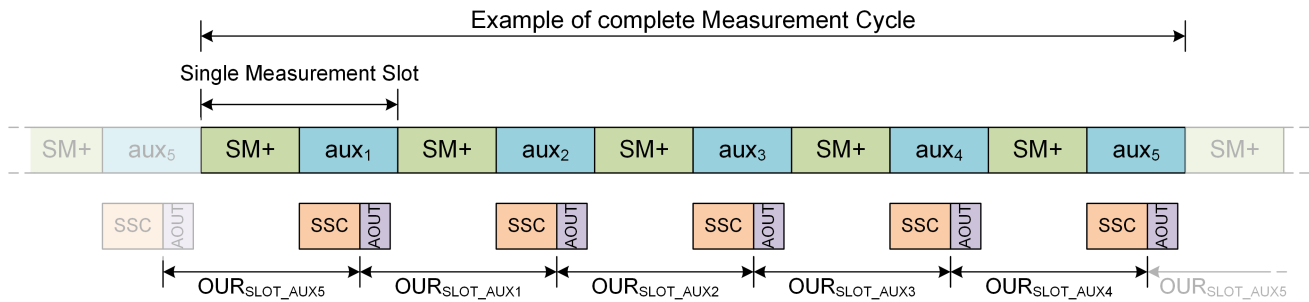 Example of complete Measurement Cycle
Single Measurement Slot
SM+ aux5 SM+ aux1 SM+ aux2 SM+ aux3 SM+ aux4 SM+ aux5 SM+
SSC AOUT SSC AOUT SSC AOUT SSC AOUT SSC AOUT SSC AOUT
OURSLOT_AUX5 OURSLOT_AUX1 OURSLOT_AUX2 OURSLOT_AUX3 OURSLOT_AUX4 OURSLOT_AUX5